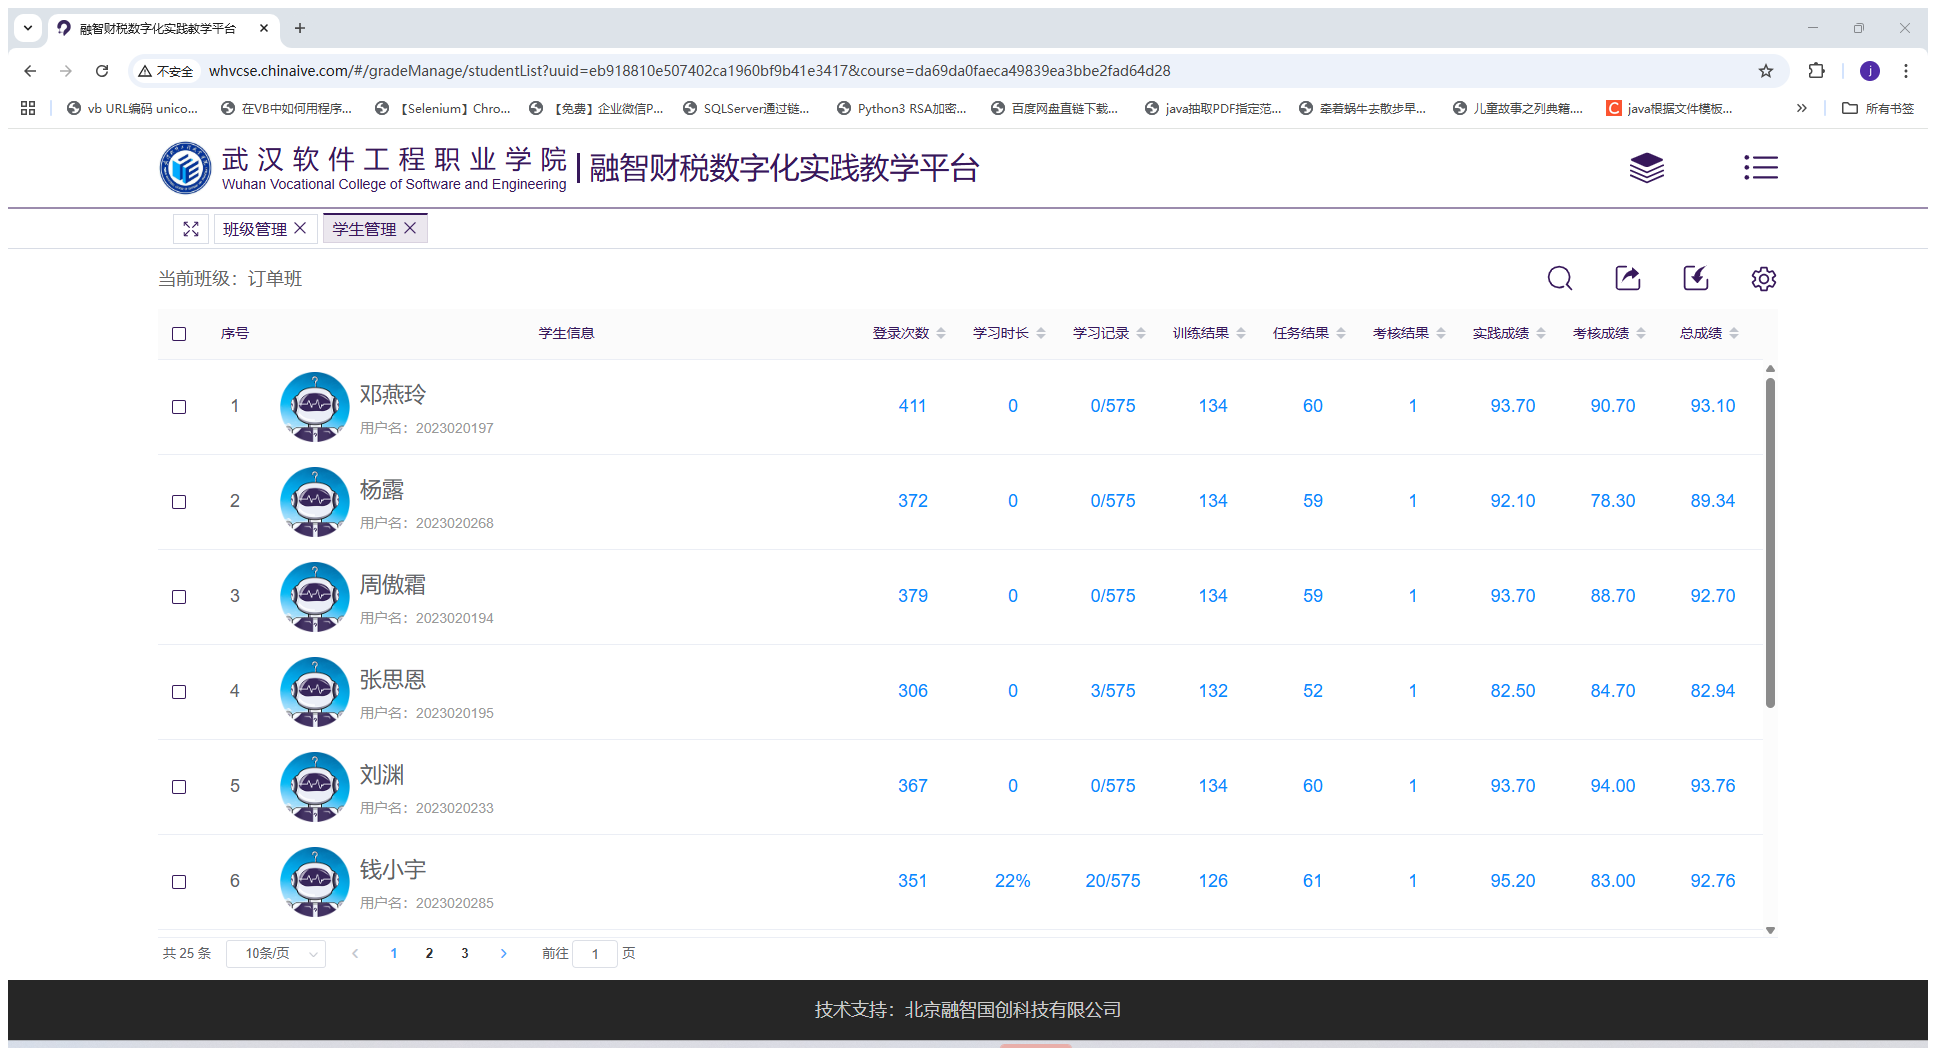 融智财税数字化实践教学平台
不安全 whvcse.chinaive.com/#/gradeManage/studentList?uuid=eb918810e507402ca1960bf9b41e3417&course=da69da0faeca49839ea3bbe2fad64d28 j
vb URL编码 unico... 在VB中如何用程序... 【Selenium】Chro... 【免费】企业微信P... SQLServer通过链... Python3 RSA加密... 百度网盘直链下载... java抽取PDF指定范... 牵着蜗牛去散步早... 儿童故事之列典籍.... C java根据文件模板... 所有书签
武汉软件工程职业学院
Wuhan Vocational College of Software and Engineering
融智财税数字化实践教学平台
班级管理 学生管理
当前班级：订单班
序号 学生信息 登录次数 学习时长 学习记录 训练结果 任务结果 考核结果 实践成绩 考核成绩 总成绩
1 邓燕玲 411 0 0/575 134 60 1 93.70 90.70 93.10
用户名：2023020197
2 杨露 372 0 0/575 134 59 1 92.10 78.30 89.34
用户名：2023020268
3 周傲霜 379 0 0/575 134 59 1 93.70 88.70 92.70
用户名：2023020194
4 张思恩 306 0 3/575 132 52 1 82.50 84.70 82.94
用户名：2023020195
5 刘渊 367 0 0/575 134 60 1 93.70 94.00 93.76
用户名：2023020233
6 钱小宇 351 22% 20/575 126 61 1 95.20 83.00 92.76
用户名：2023020285
共 25 条 10条/页 1 2 3 前往 1 页
技术支持：北京融智国创科技有限公司